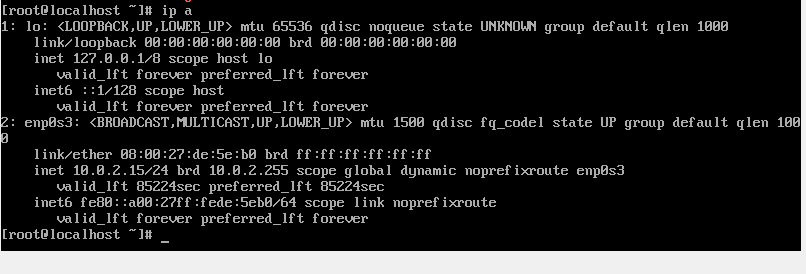 [root@localhost ~]# ip a
1: lo: <LOOPBACK,UP,LOWER_UP> mtu 65536 qdisc noqueue state UNKNOWN group default qlen 1000
    link/loopback 00:00:00:00:00:00 brd 00:00:00:00:00:00
    inet 127.0.0.1/8 scope host lo
       valid_lft forever preferred_lft forever
    inet6 ::1/128 scope host
       valid_lft forever preferred_lft forever
2: enp0s3: <BROADCAST,MULTICAST,UP,LOWER_UP> mtu 1500 qdisc fq_codel state UP group default qlen 100
0
    link/ether 08:00:27:de:5e:b0 brd ff:ff:ff:ff:ff:ff
    inet 10.0.2.15/24 brd 10.0.2.255 scope global dynamic noprefixroute enp0s3
       valid_lft 85224sec preferred_lft 85224sec
    inet6 fe80::a00:27ff:fede:5eb0/64 scope link noprefixroute
       valid_lft forever preferred_lft forever
[root@localhost ~]# _